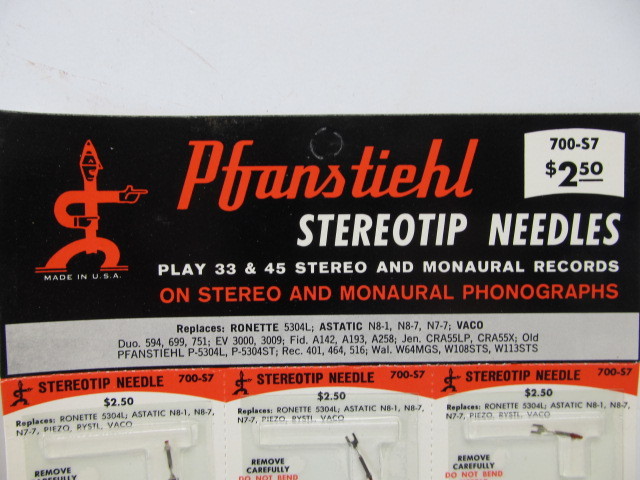 Pfanstiehl
700-S7
$2.50
STEREOTIP NEEDLES
MADE IN U.S.A.
PLAY 33 & 45 STEREO AND MONAURAL RECORDS
ON STEREO AND MONAURAL PHONOGRAPHS
Replaces: RONETTE 5304L; ASTATIC N8-1, N8-7, N7-7; VACO
Duo. 594, 699, 751; EV 3000, 3009; Fid. A142, A193, A258; Jen. CRA55LP, CRA55X; Old
PFANSTIEHL P-5304L, P-5304ST; Rec. 401, 464, 516; Wal. W64MGS, W108STS, W113STS
STEREOTIP NEEDLE 700-S7
$2.50
Replaces: RONETTE 5304L; ASTATIC N8-1, N8-7,
N7-7, PIEZO, RYSTL, VACO
REMOVE
CAREFULLY
STEREOTIP NEEDLE 700-S7
$2.50
Replaces: RONETTE 5304L; ASTATIC N8-1, N8-7,
N7-7, PIEZO, RYSTL, VACO
REMOVE
CAREFULLY
DO NOT BEND
STEREOTIP NEEDLE 700-S7
$2.50
Replaces: RONETTE 5304L; ASTATIC N8-1, N8-7,
N7-7, PIEZO, RYSTL, VACO
REMOVE
CAREFULLY
DO NOT BEND